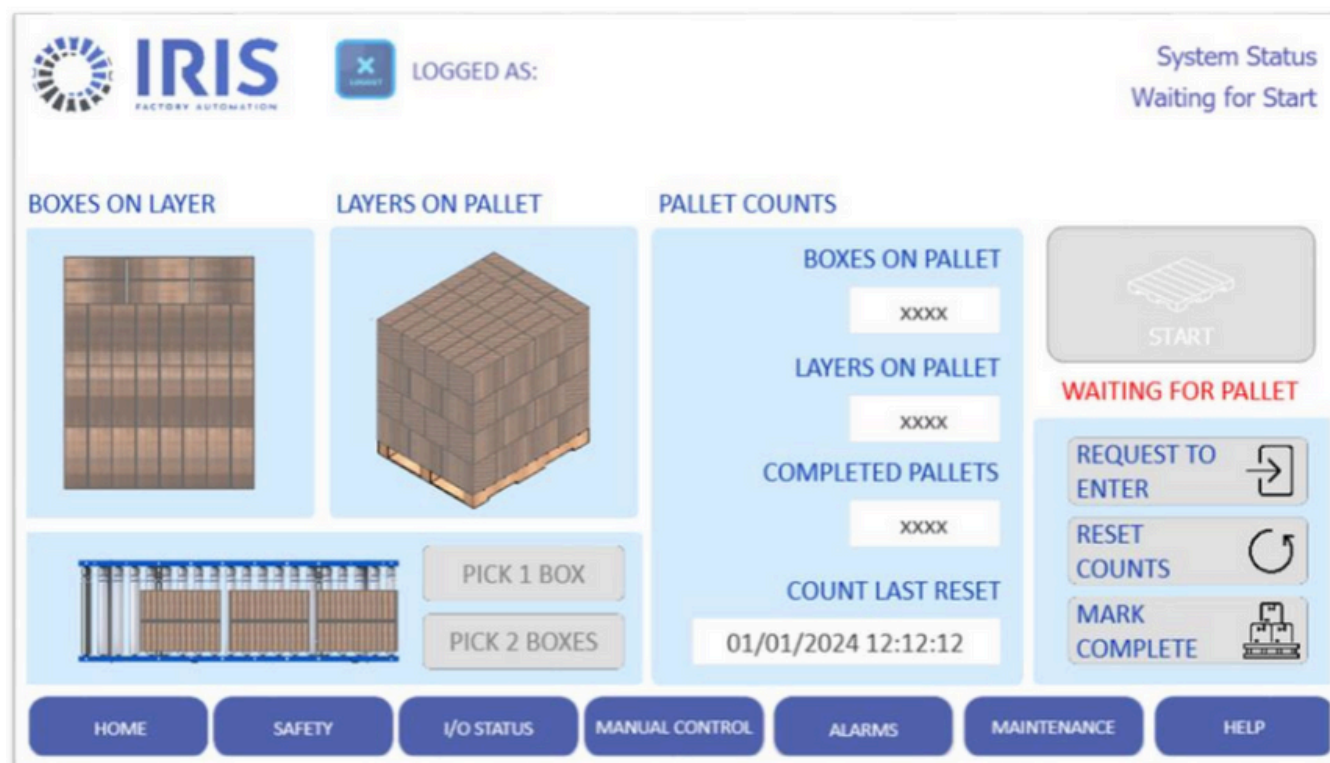 IRIS
FACTORY AUTOMATION
LOGOUT
LOGGED AS:
System Status
Waiting for Start
BOXES ON LAYER
LAYERS ON PALLET
PALLET COUNTS
BOXES ON PALLET
xxxx
LAYERS ON PALLET
xxxx
COMPLETED PALLETS
xxxx
COUNT LAST RESET
01/01/2024 12:12:12
START
WAITING FOR PALLET
REQUEST TO
ENTER
RESET
COUNTS
MARK
COMPLETE
PICK 1 BOX
PICK 2 BOXES
HOME
SAFETY
I/O STATUS
MANUAL CONTROL
ALARMS
MAINTENANCE
HELP